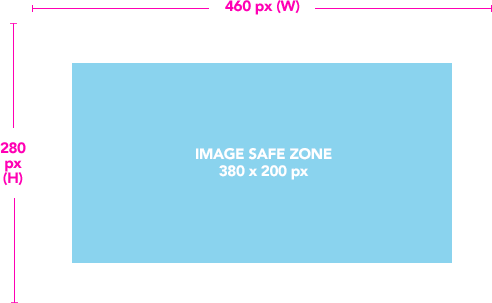 460 px (W)
280
px
(H)
IMAGE SAFE ZONE
380 x 200 px